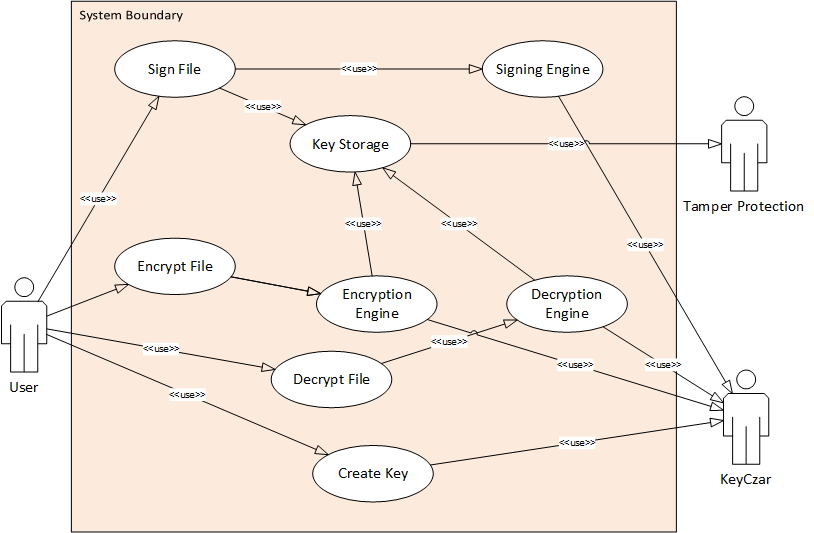 System Boundary
Sign File
<<use>>
Signing Engine
<<use>>
Key Storage
<<use>>
Tamper Protection
<<use>>
<<use>>
<<use>>
<<use>>
Encrypt File
Encryption
Engine
Decryption
Engine
User
<<use>>
<<use>>
Decrypt File
<<use>>
<<use>>
<<use>>
KeyCzar
<<use>>
Create Key